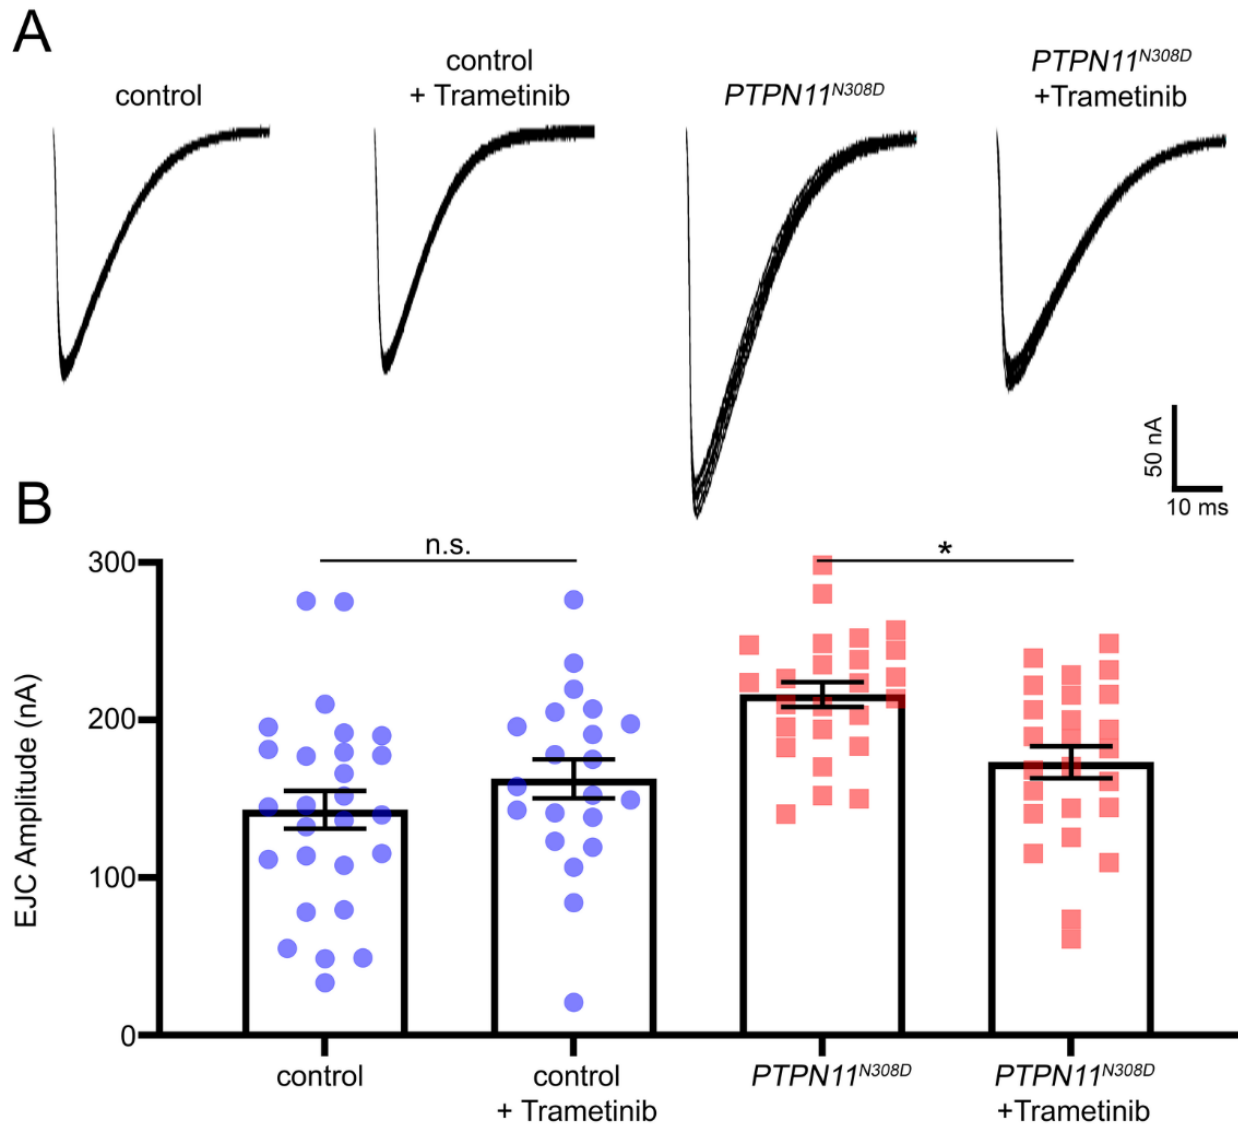 A
control
control
+ Trametinib
PTPN11N308D
PTPN11N308D
+Trametinib
50 nA
10 ms
B
n.s.
*
EJC Amplitude (nA)
300
200
100
0
control
control
+ Trametinib
PTPN11N308D
PTPN11N308D
+Trametinib